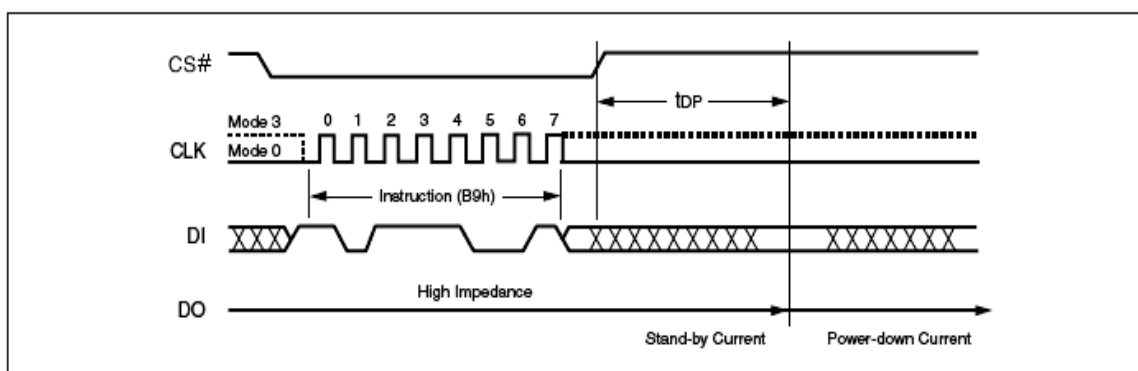 CS#
tDP
Mode 3
0 1 2 3 4 5 6 7
CLK
Mode 0
Instruction (B9h)
DI
High Impedance
DO
Stand-by Current
Power-down Current